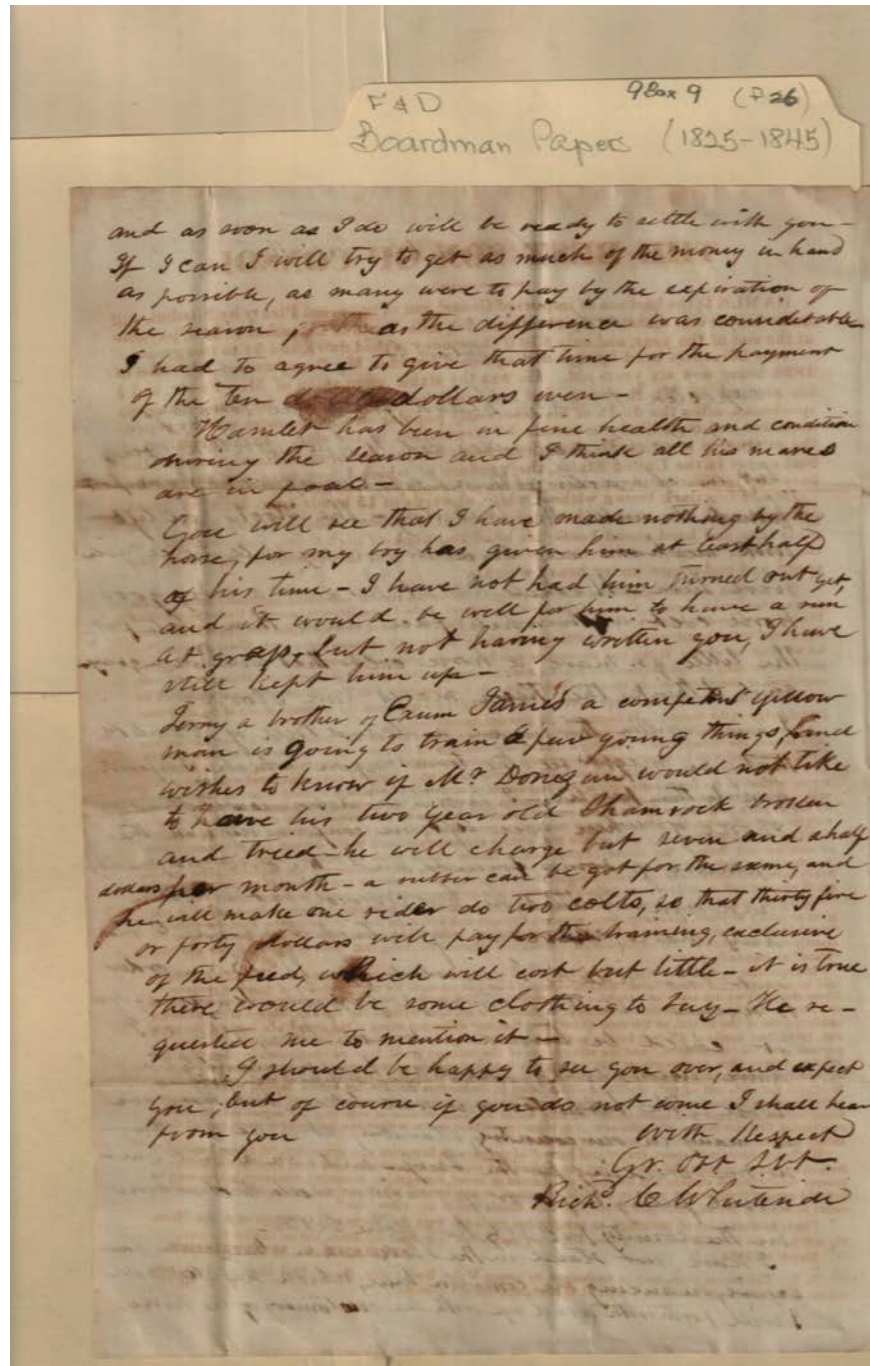 F & D
9 Box 9 (F 26)
Boardman Papers (1825-1845)
and as soon as I do will be ready to settle with you -
If I can I will try to get as much of the money in hand
as possible, as many were to pay by the expiration of
the season as the difference was considerable
I had to agree to give that time for the payment
of the ten dollars even -
Hamlet has been in fine health and condition
during the season and I think all his mares
are in foal -
You will see that I have made nothing by the
horse, for my boy has given him at least half
of his time - I have not had him turned out yet,
and it would be well for him to have a run
at grass, but not having written you, I have
still kept him up -
Jerry a brother of Exum a competent yellow
man is going to train a few young things, and
wishes to know if Mr. Donegan would not like
to have his two year old Shamrock broken
and tried - he will charge but seven and a half
dollars per month - a rubber can be got for the same, and
he will make one rider do two colts, so that thirty five
or forty dollars will pay for the training, exclusive
of the feed, which will cost but little - it is true
there would be some clothing to buy - He re-
quested me to mention it -
I should be happy to see you over, and expect
you, but of course if you do not come I shall hear
from you
With Respect
Yr. Obt Svt.
Richd. C